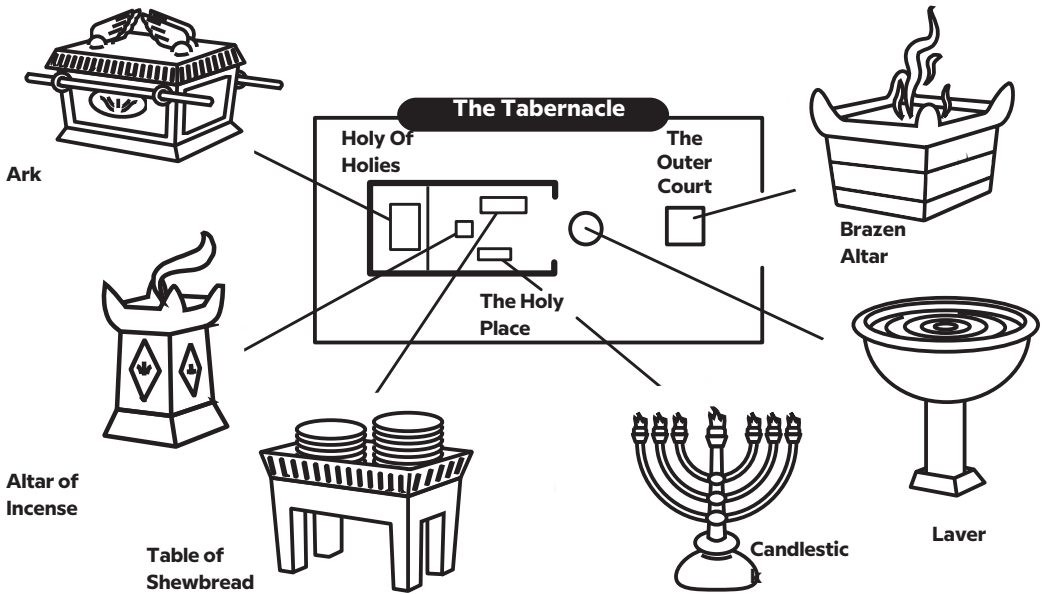 The Tabernacle
Holy Of
Holies
The
Outer
Court
Ark
Brazen
Altar
The Holy
Place
Altar of
Incense
Table of
Shewbread
Candlestic
k
Laver